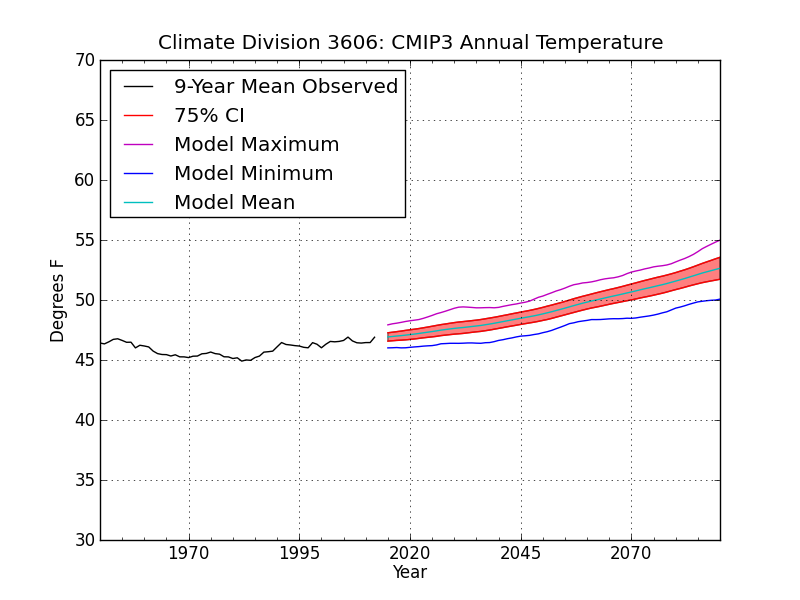 Climate Division 3606: CMIP3 Annual Temperature
70
65
60
55
50
45
40
35
30
Degrees F
9-Year Mean Observed
75% CI
Model Maximum
Model Minimum
Model Mean
1970 1995 2020 2045 2070
Year